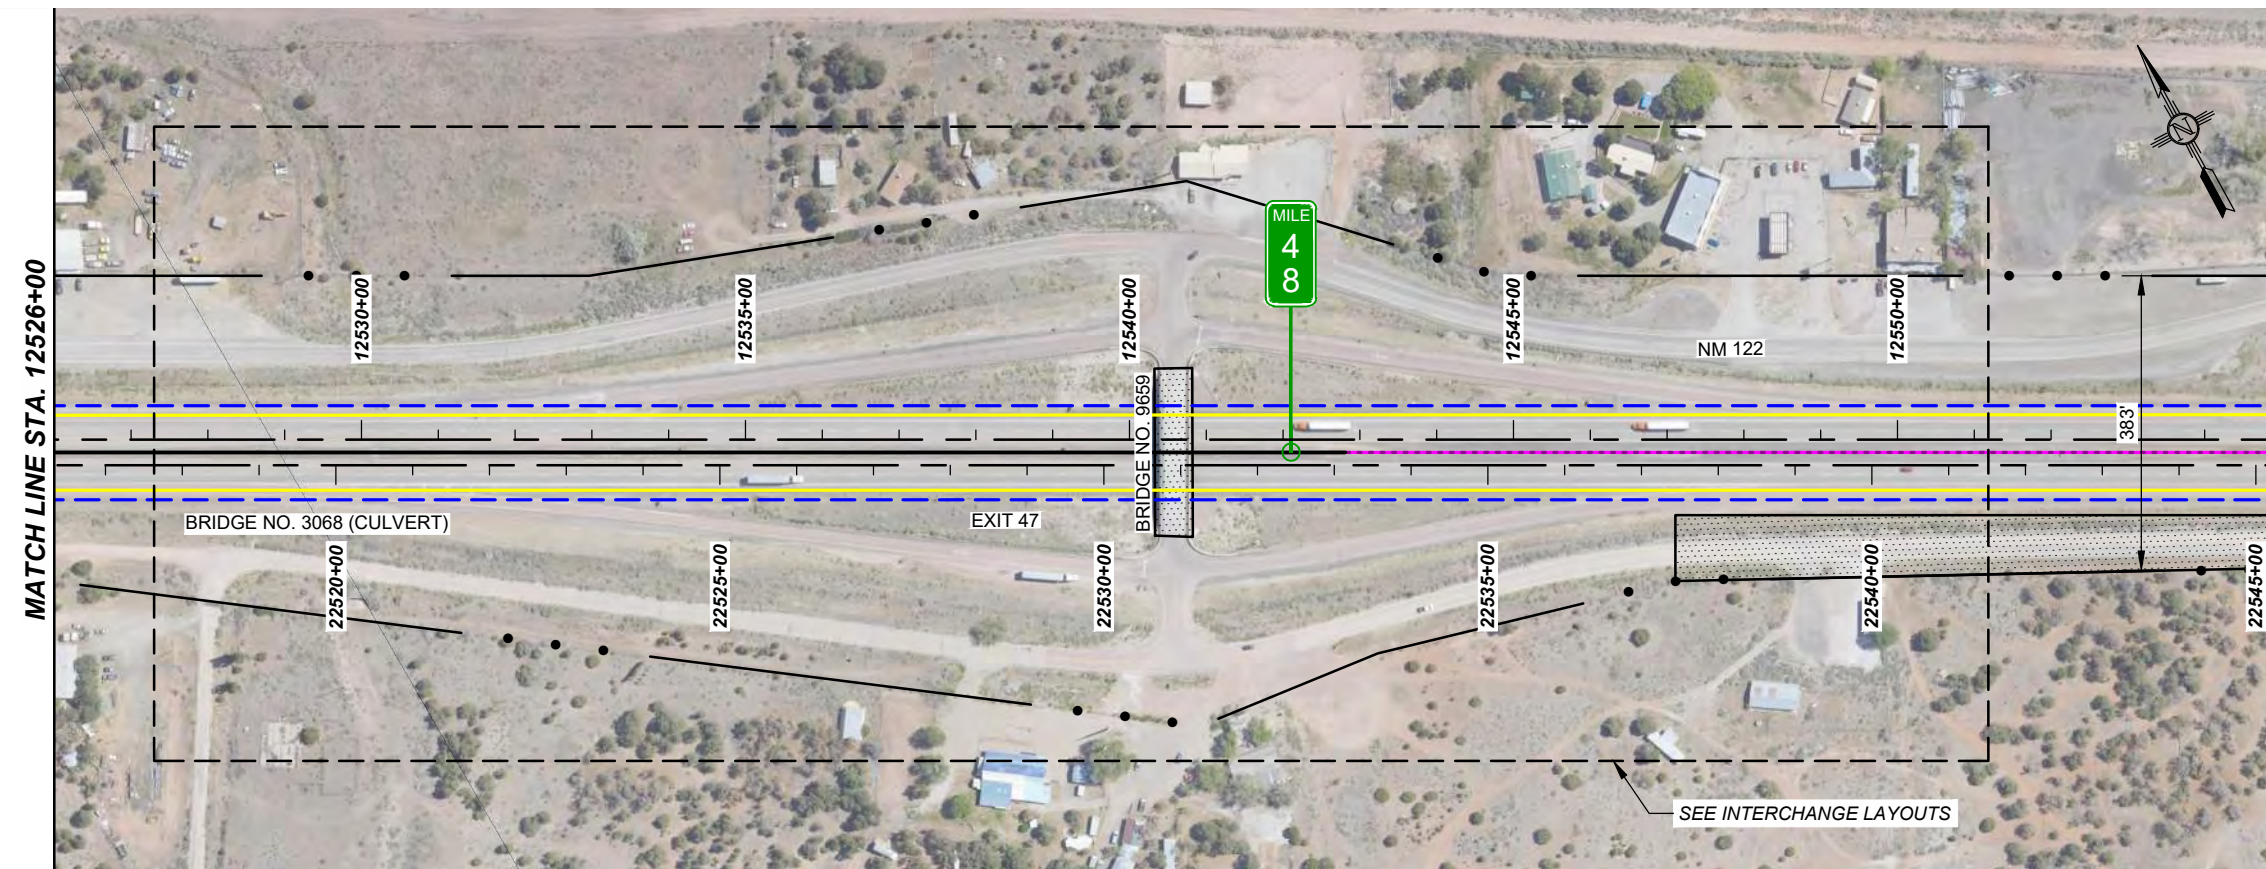 MATCH LINE STA. 12526+00
N
MILE
4
8
12530+00
12535+00
12540+00
12545+00
12550+00
NM 122
383'
BRIDGE NO. 9659
BRIDGE NO. 3068 (CULVERT)
EXIT 47
22520+00
22525+00
22530+00
22535+00
22540+00
22545+00
SEE INTERCHANGE LAYOUTS